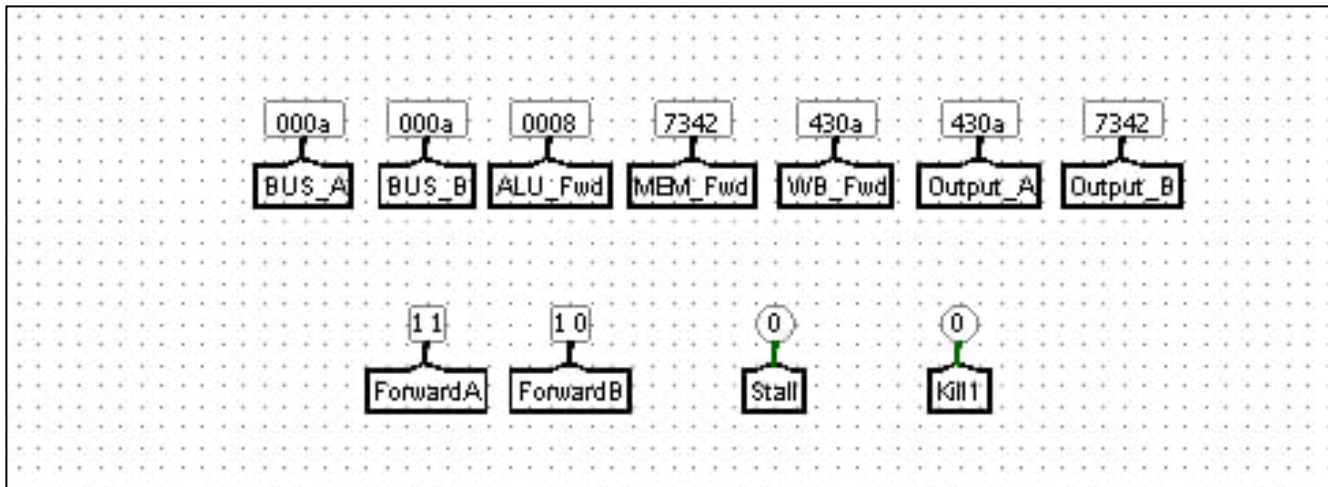 000a 000a 0008 7342 430a 430a 7342
BUS_A BUS_B ALU_Fwd MEM_Fwd WB_Fwd Output_A Output_B
1 1 1 0 0 0
ForwardA ForwardB Stall Kill1